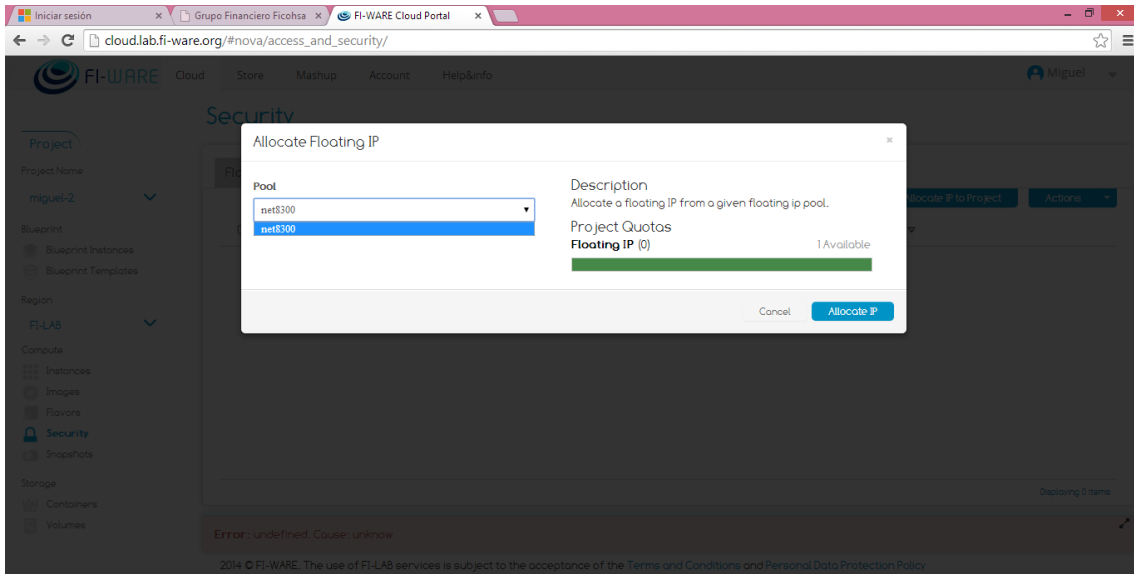 Iniciar sesión
Grupo Financiero Ficohsa
FI-WARE Cloud Portal
cloud.lab.fi-ware.org/#nova/access_and_security/
FI-WARE
Cloud
Store
Mashup
Account
Help&info
Miguel
Security
Project
Project Name
miguel-2
Blueprint
Blueprint Instances
Blueprint Templates
Region
FI-LAB
Compute
Instances
Images
Flavors
Security
Snapshots
Storage
Containers
Volumes
Allocate IP to Project
Actions
Allocate Floating IP
Pool
net8300
net8300
Description
Allocate a floating IP from a given floating ip pool.
Project Quotas
Floating IP (0)
1 Available
Cancel
Allocate IP
Displaying 0 items
Error: undefined. Cause: unknow
2014 © FI-WARE. The use of FI-LAB services is subject to the acceptance of the Terms and Conditions and Personal Data Protection Policy